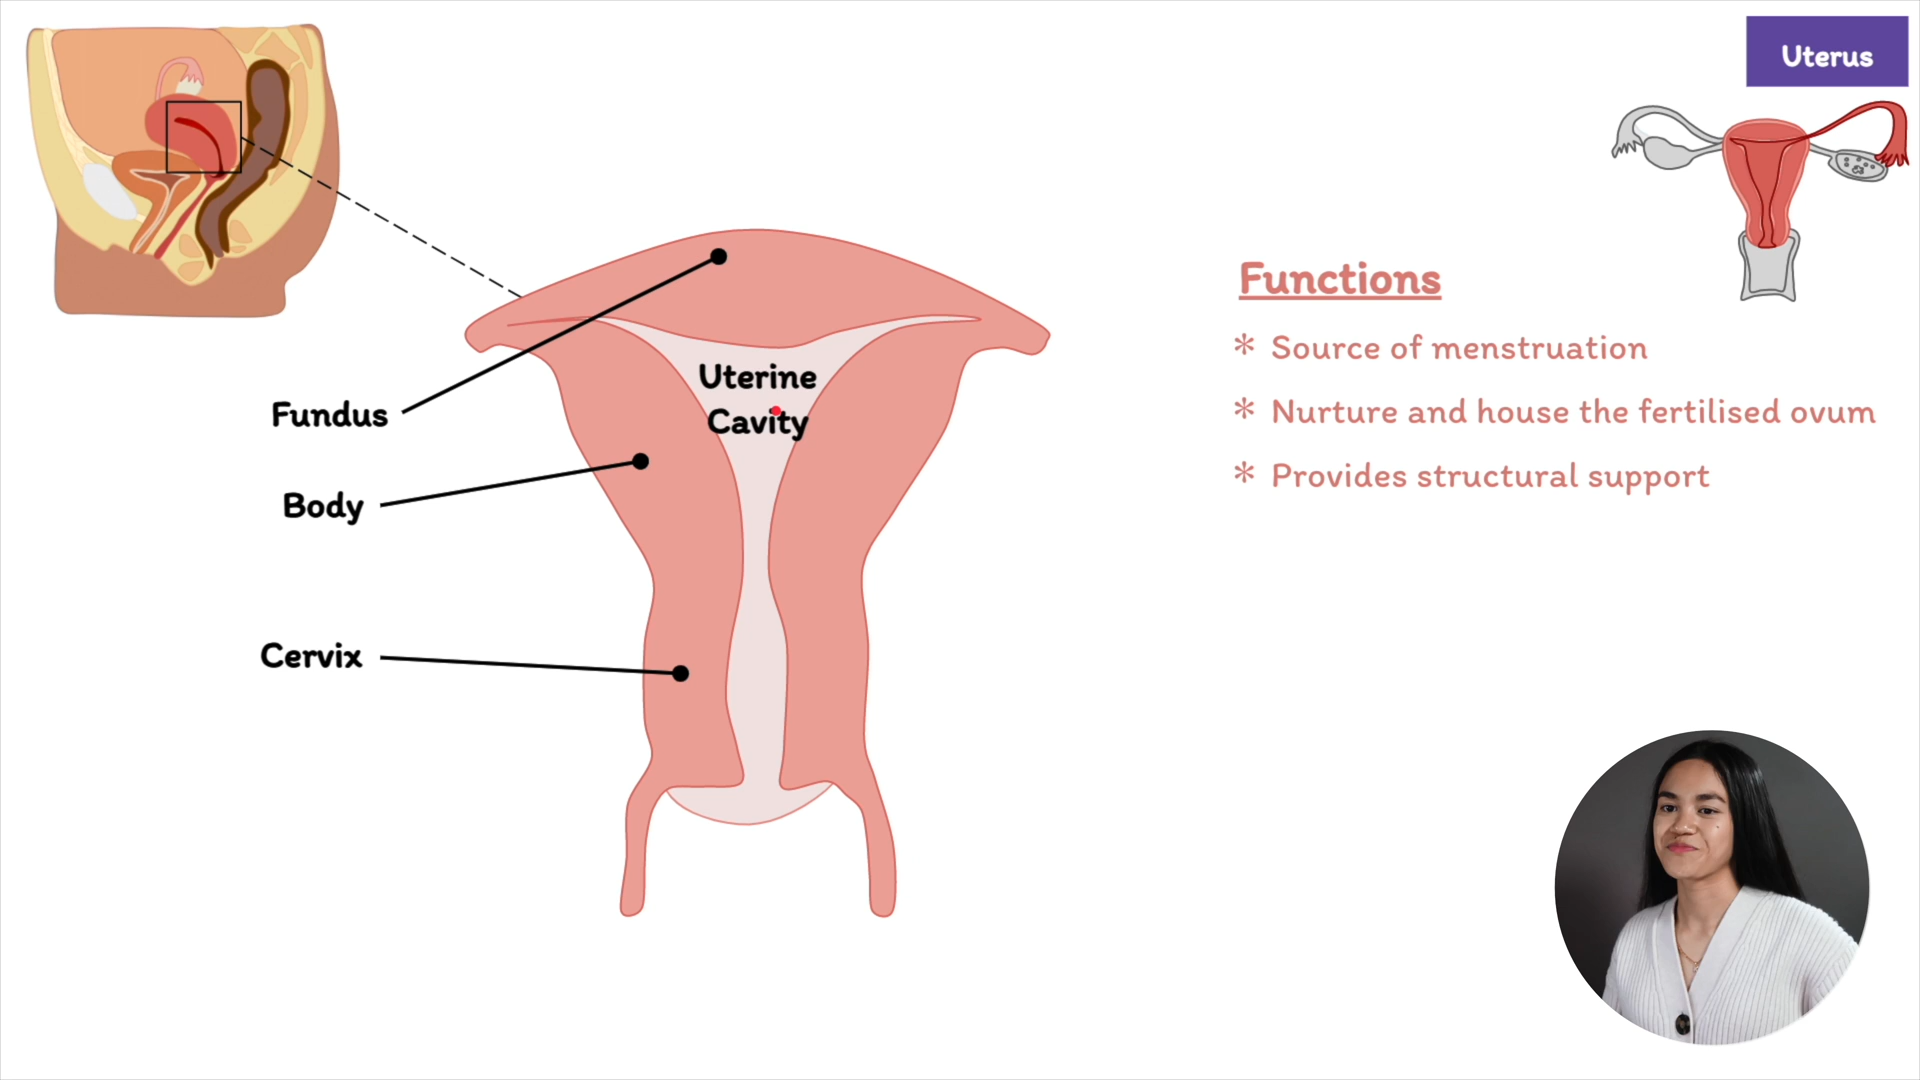 Uterus
Uterine
Cavity
Fundus
Body
Cervix
Functions
* Source of menstruation
* Nurture and house the fertilised ovum
* Provides structural support